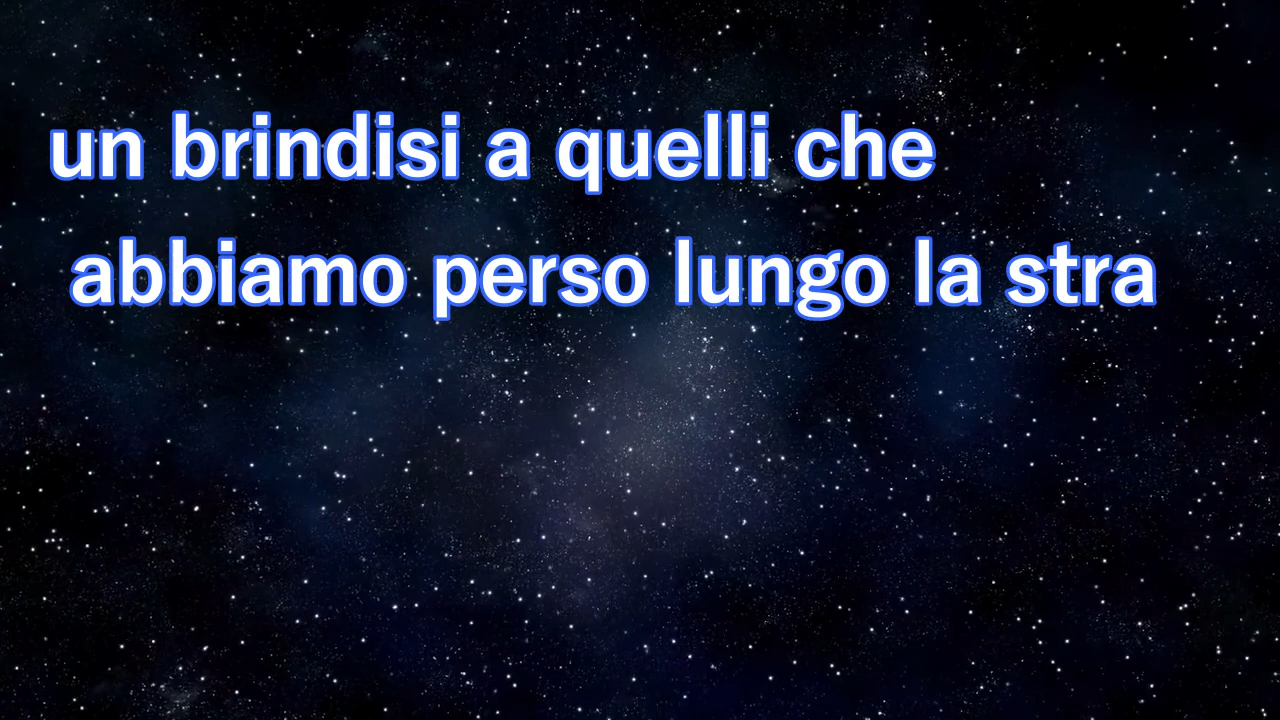 un brindisi a quelli che
abbiamo perso lungo la stra